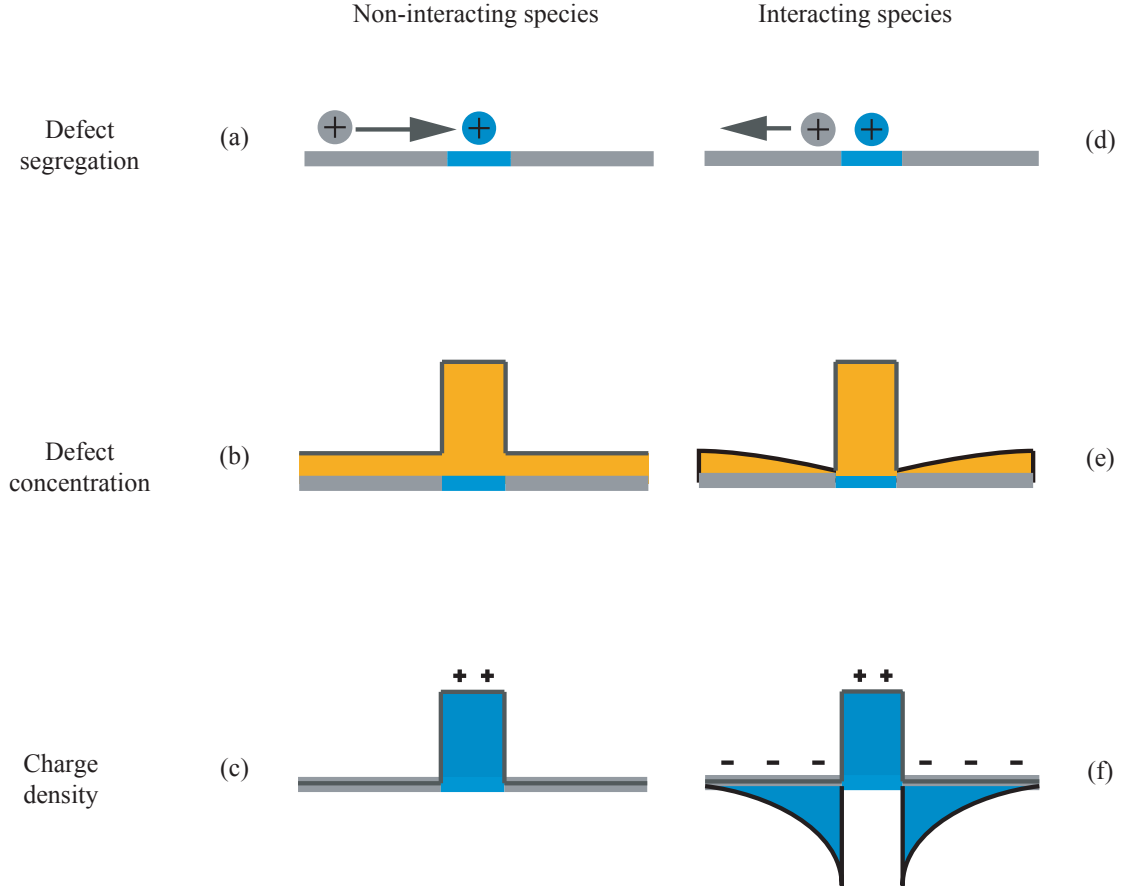 Non-interacting species
Interacting species
Defect
segregation
(a)
+
+
+
+
(d)
Defect
concentration
(b)
(e)
Charge
density
(c)
+ +
+ +
- - -
- - -
(f)